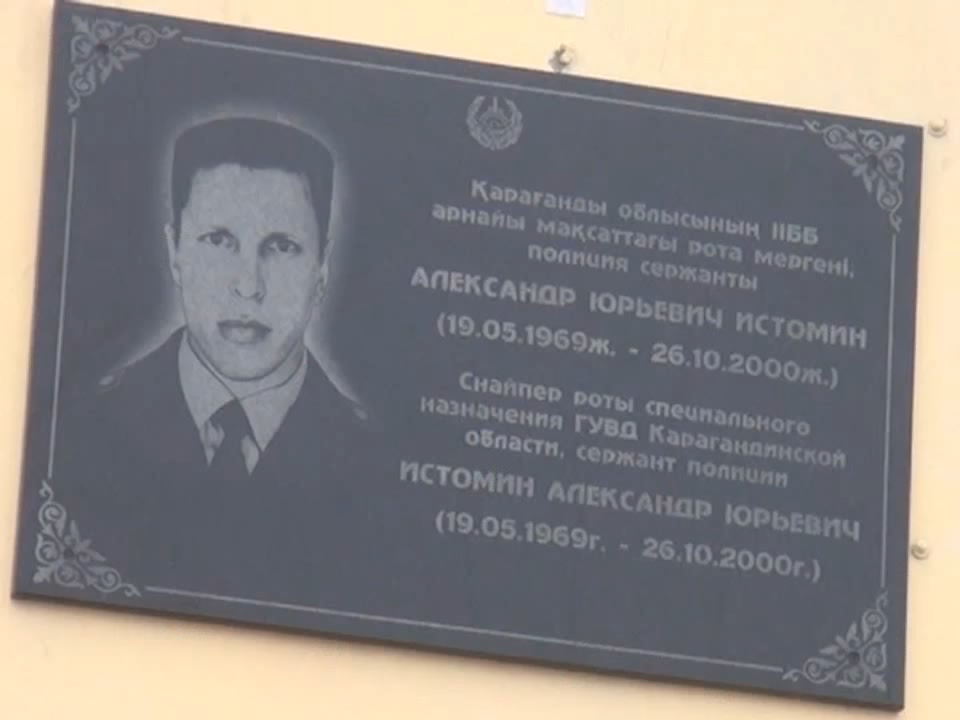 Қарағанды облысының ІІББ
арнайы мақсаттағы рота мергені,
полиция сержанты
АЛЕКСАНДР ЮРЬЕВИЧ ИСТОМИН
(19.05.1969ж. - 26.10.2000ж.)
Снайпер роты специального
назначения ГУВД Карагандинской
области, сержант полиции
ИСТОМИН АЛЕКСАНДР ЮРЬЕВИЧ
(19.05.1969г. - 26.10.2000г.)